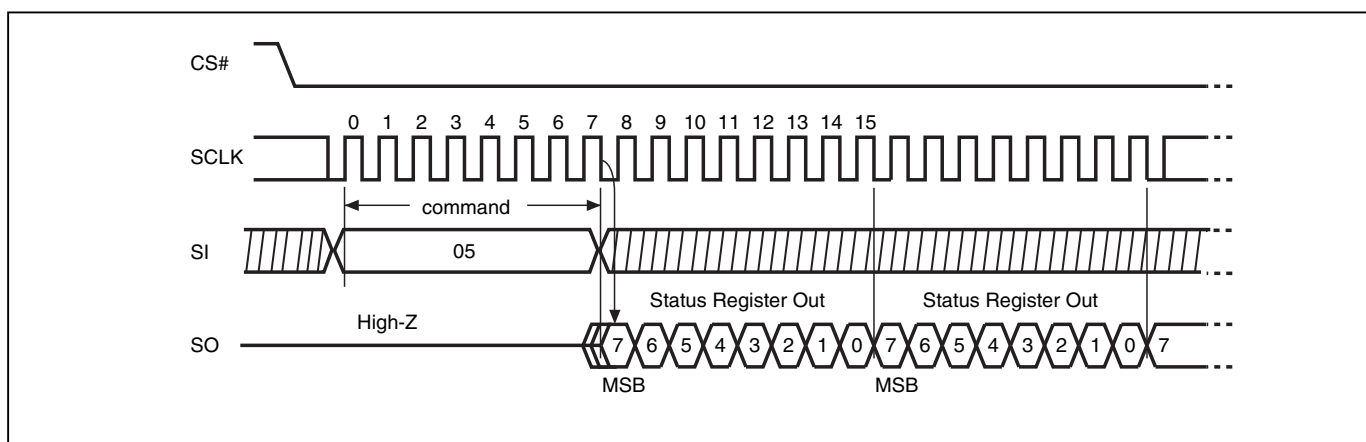 CS#
0 1 2 3 4 5 6 7 8 9 10 11 12 13 14 15
SCLK
command
SI
05
Status Register Out Status Register Out
High-Z
SO
7 6 5 4 3 2 1 0 7 6 5 4 3 2 1 0 7
MSB MSB